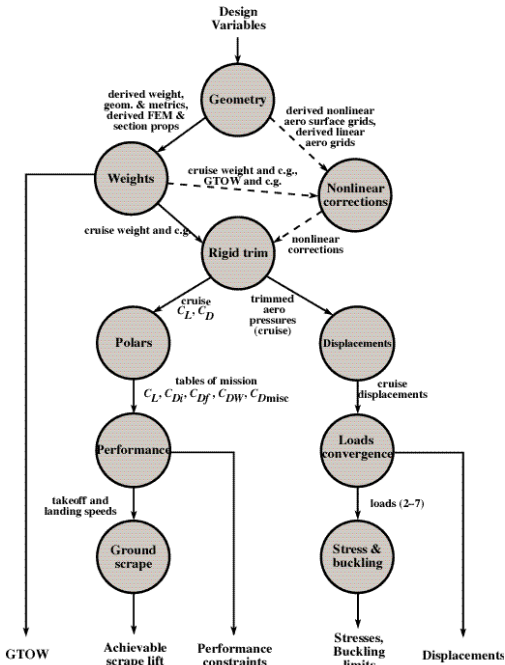 Design
Variables
derived weight,
geom. & metrics,
derived FEM &
section props
Geometry
derived nonlinear
aero surface grids,
derived linear
aero grids
Weights
cruise weight and c.g.,
GTOW and c.g.
Nonlinear
corrections
cruise weight and c.g.
Rigid trim
nonlinear
corrections
cruise
CL, CD
trimmed
aero
pressures
(cruise)
Polars
Displacements
tables of mission
CL, CDi, CDf, CDW, CDmisc
cruise
displacements
Performance
Loads
convergence
takeoff and
landing speeds
loads (2–7)
Ground
scrape
Stress &
buckling
GTOW
Achievable
scrape lift
Performance
constraints
Stresses,
Buckling
limits
Displacements